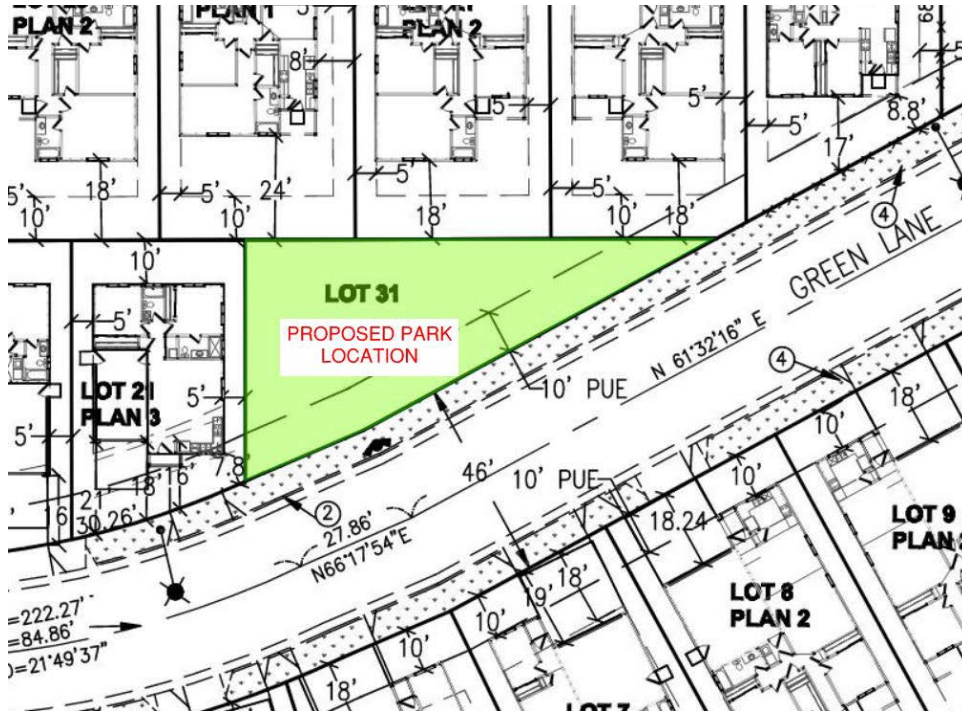 PLAN 2
PLAN 1
PLAN 2
8'
5'
5'
5'
5'
17'
8.8'
5'
5'
5'
18'
24'
18'
18'
10'
10'
10'
10'
④
GREEN LANE
LOT 31
PROPOSED PARK
LOCATION
N 61°32'16" E
④
10' PUE
5'
5'
LOT 21
PLAN 3
5'
18'
10'
46'
10' PUE
10'
18'
16'
30.26'
②
27.86'
N66°17'54"E
18.24
LOT 9
PLAN
18'
19'
LOT 8
PLAN 2
10'
10'
10'
18'
=222.27'
=84.86'
=21°49'37"
LOT 7